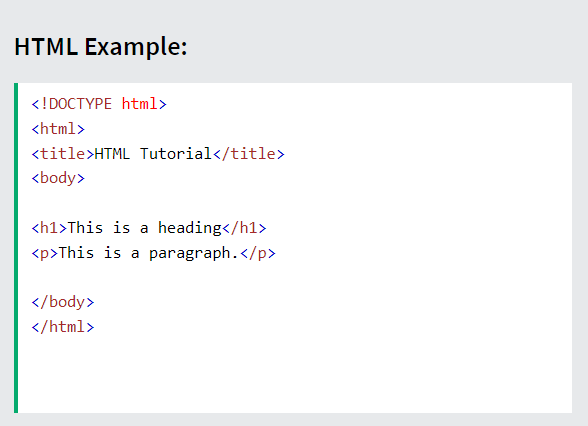 HTML Example:
<!DOCTYPE html>
<html>
<title>HTML Tutorial</title>
<body>
<h1>This is a heading</h1>
<p>This is a paragraph.</p>
</body>
</html>